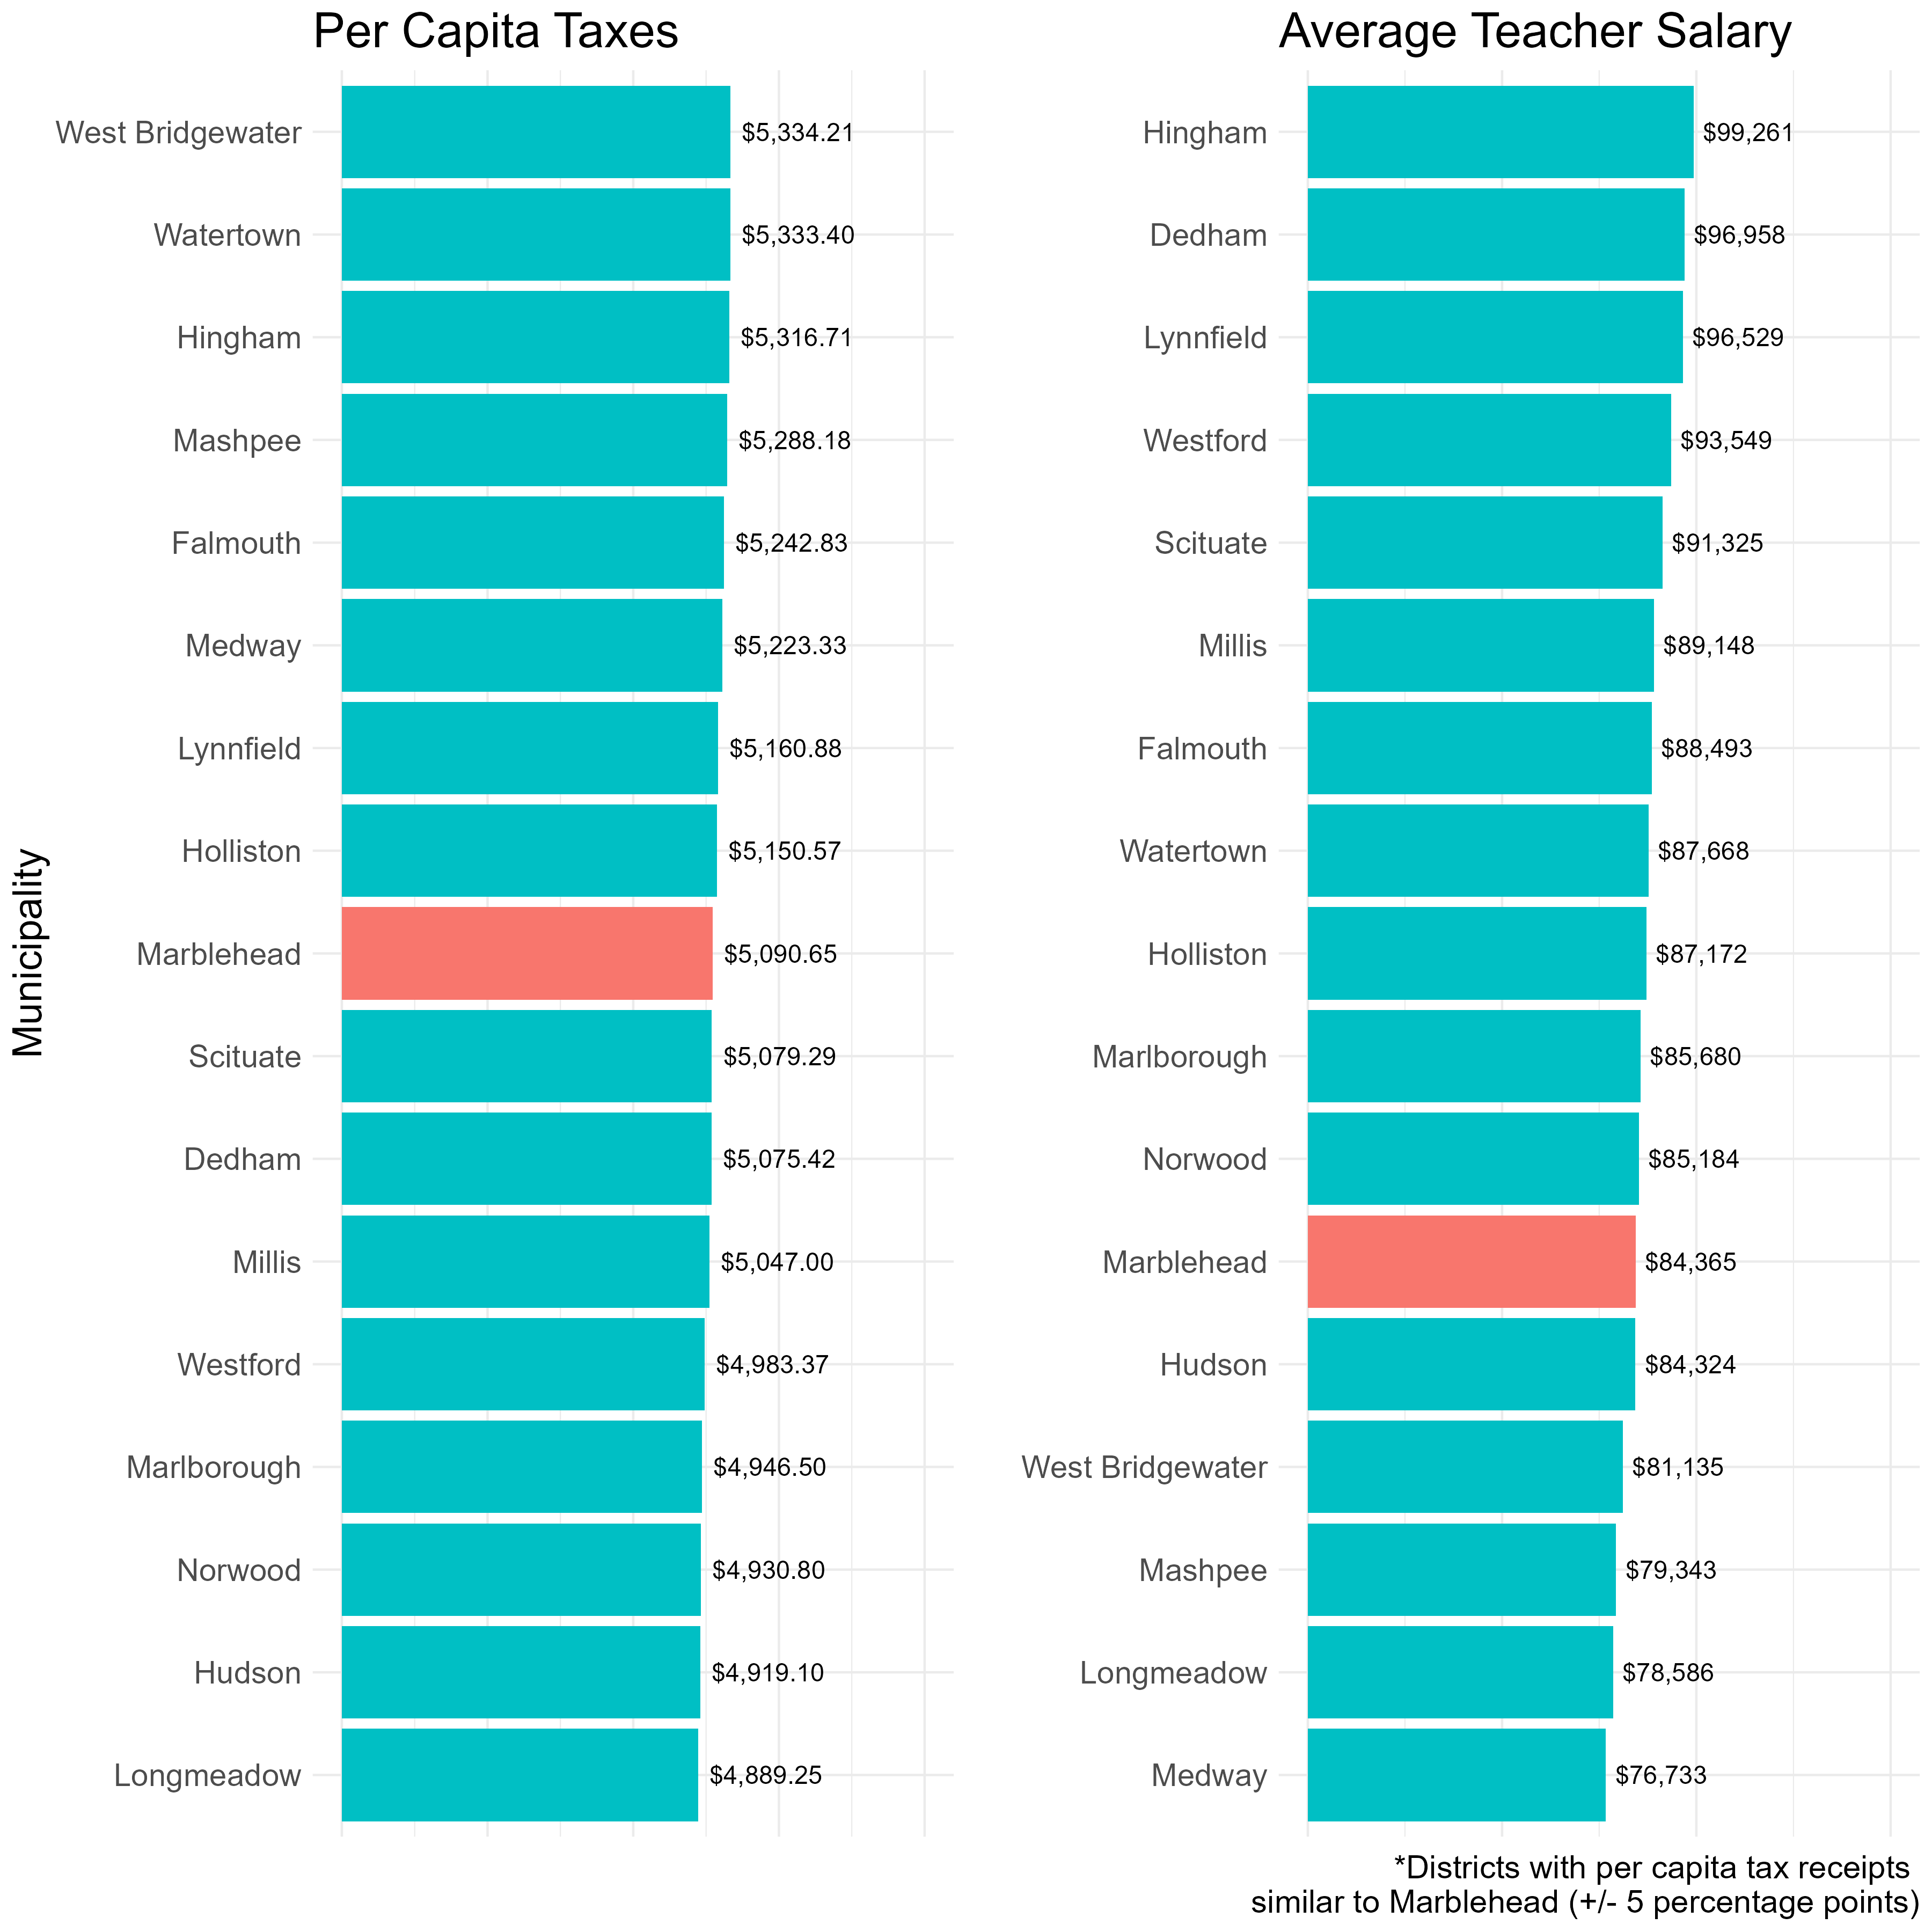 Per Capita Taxes
Municipality
West Bridgewater $5,334.21
Watertown $5,333.40
Hingham $5,316.71
Mashpee $5,288.18
Falmouth $5,242.83
Medway $5,223.33
Lynnfield $5,160.88
Holliston $5,150.57
Marblehead $5,090.65
Scituate $5,079.29
Dedham $5,075.42
Millis $5,047.00
Westford $4,983.37
Marlborough $4,946.50
Norwood $4,930.80
Hudson $4,919.10
Longmeadow $4,889.25
Average Teacher Salary
Hingham $99,261
Dedham $96,958
Lynnfield $96,529
Westford $93,549
Scituate $91,325
Millis $89,148
Falmouth $88,493
Watertown $87,668
Holliston $87,172
Marlborough $85,680
Norwood $85,184
Marblehead $84,365
Hudson $84,324
West Bridgewater $81,135
Mashpee $79,343
Longmeadow $78,586
Medway $76,733
*Districts with per capita tax receipts
similar to Marblehead (+/- 5 percentage points)